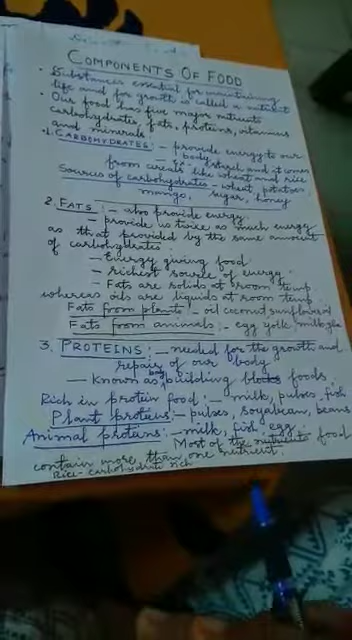 COMPONENTS OF FOOD
• Substances essential for maintaining
life and for growth is called a nutrient
• Our food has five major nutrients
carbohydrates, fats, proteins, vitamins
and minerals
1. CARBOHYDRATES :- provide energy to our
body
- Ex starch and it comes
from cereals like wheat and rice
Sources of carbohydrates - wheat, potatoes,
mango, sugar, honey
2. FATS :- also provide energy
- provide us twice as much energy
as that provided by the same amount
of carbohydrates.
- Energy giving food
- richest source of energy.
- Fats are solids at room temp
whereas oils are liquids at room temp.
Fats from plants :- oil coconut sunflower
Fats from animals :- egg yolk, milk, ghee
3. PROTEINS :- needed for the growth and
repair of our body
- Known as body building foods.
Rich in protein food :- milk, pulses, fish
Plant proteins :- pulses, soyabean, beans
Animal proteins :- milk, fish egg.
Most of the food
contain more than one nutrient.
Rice - carbohydrate rich